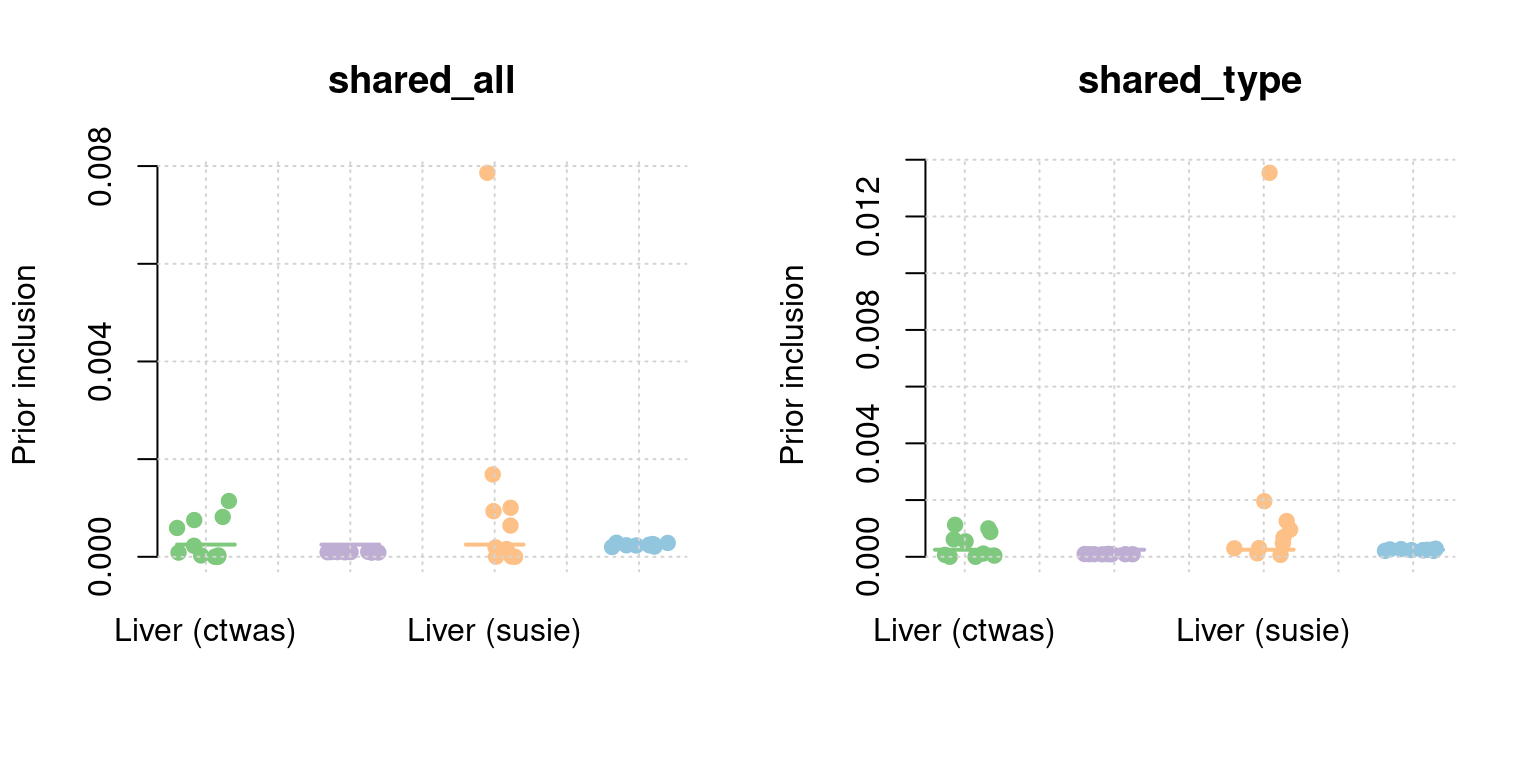 shared_all
Prior inclusion
0.008
0.004
0.000
Liver (ctwas)
Liver (susie)
shared_type
Prior inclusion
0.012
0.008
0.004
0.000
Liver (ctwas)
Liver (susie)